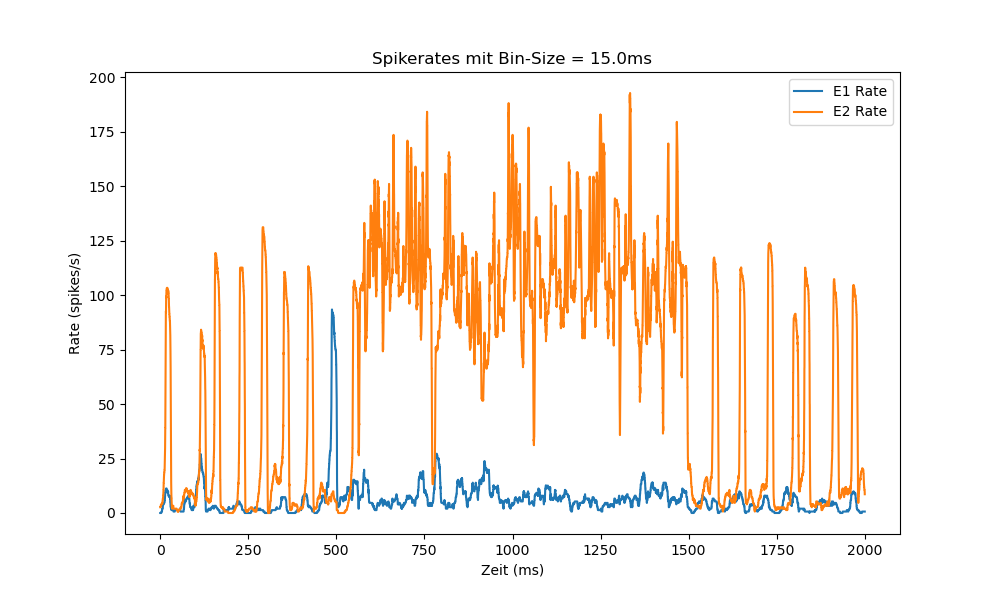 Spikerates mit Bin-Size = 15.0ms
E1 Rate
E2 Rate
Rate (spikes/s)
200
175
150
125
100
75
50
25
0
0 250 500 750 1000 1250 1500 1750 2000
Zeit (ms)